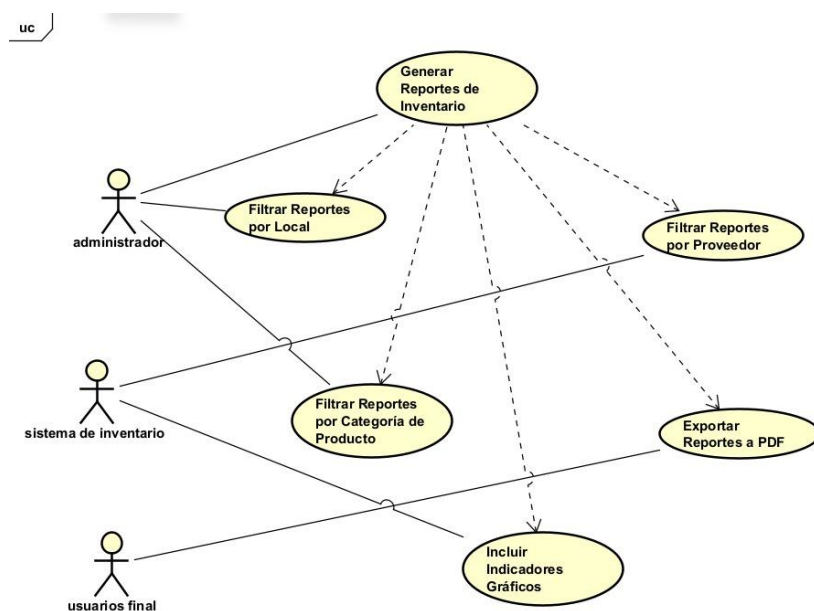 uc
Generar
Reportes de
Inventario
Filtrar Reportes
por Local
administrador
Filtrar Reportes
por Proveedor
sistema de inventario
Filtrar Reportes
por Categoría de
Producto
Exportar
Reportes a PDF
Incluir
Indicadores
Gráficos
usuarios final